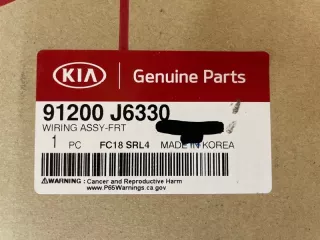 KIA Genuine Parts
91200 J6330
WIRING ASSY-FRT
1 PC FC18 SRL4 MADE IN KOREA
⚠WARNING : Cancer and Reproductive Harm
www.P65Warnings.ca.gov